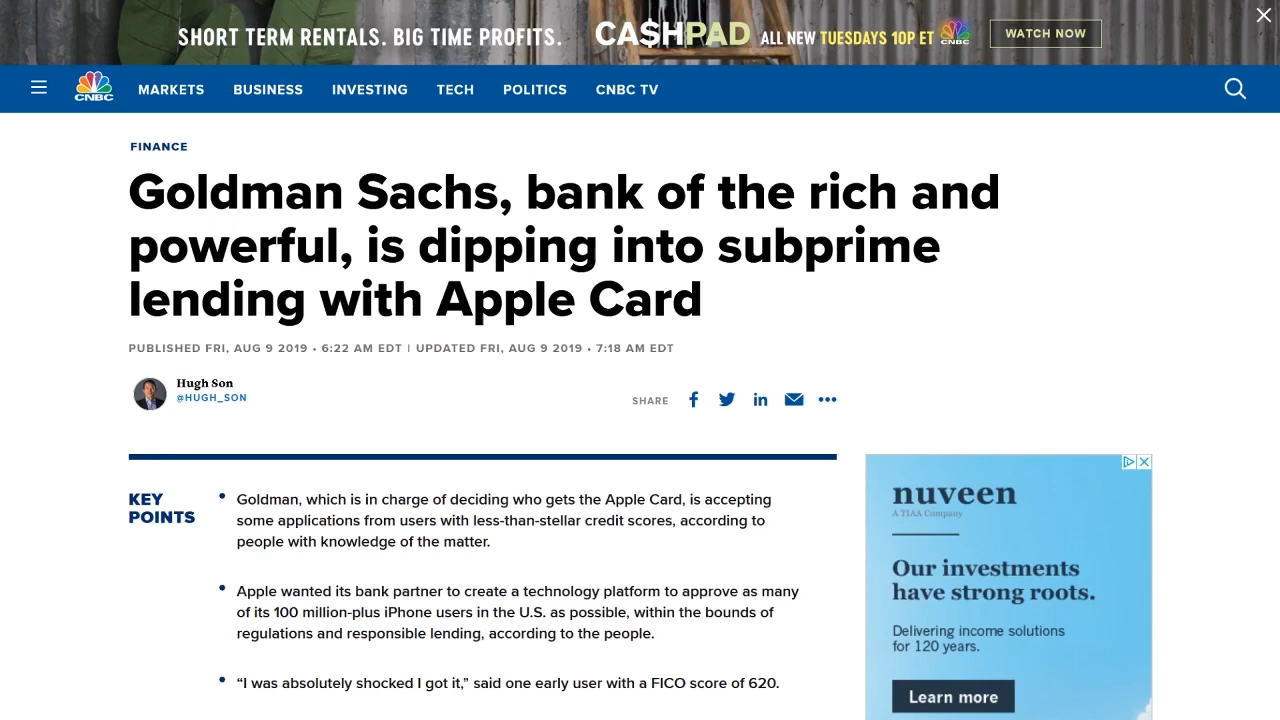 SHORT TERM RENTALS. BIG TIME PROFITS.
CA$HPAD
ALL NEW TUESDAYS 10P ET
CNBC
WATCH NOW
CNBC
MARKETS
BUSINESS
INVESTING
TECH
POLITICS
CNBC TV
FINANCE
Goldman Sachs, bank of the rich and
powerful, is dipping into subprime
lending with Apple Card
PUBLISHED FRI, AUG 9 2019 • 6:22 AM EDT | UPDATED FRI, AUG 9 2019 • 7:18 AM EDT
Hugh Son
@HUGH_SON
SHARE
KEY
POINTS
• Goldman, which is in charge of deciding who gets the Apple Card, is accepting
some applications from users with less-than-stellar credit scores, according to
people with knowledge of the matter.
• Apple wanted its bank partner to create a technology platform to approve as many
of its 100 million-plus iPhone users in the U.S. as possible, within the bounds of
regulations and responsible lending, according to the people.
• “I was absolutely shocked I got it,” said one early user with a FICO score of 620.
nuveen
A TIAA Company
Our investments
have strong roots.
Delivering income solutions
for 120 years.
Learn more